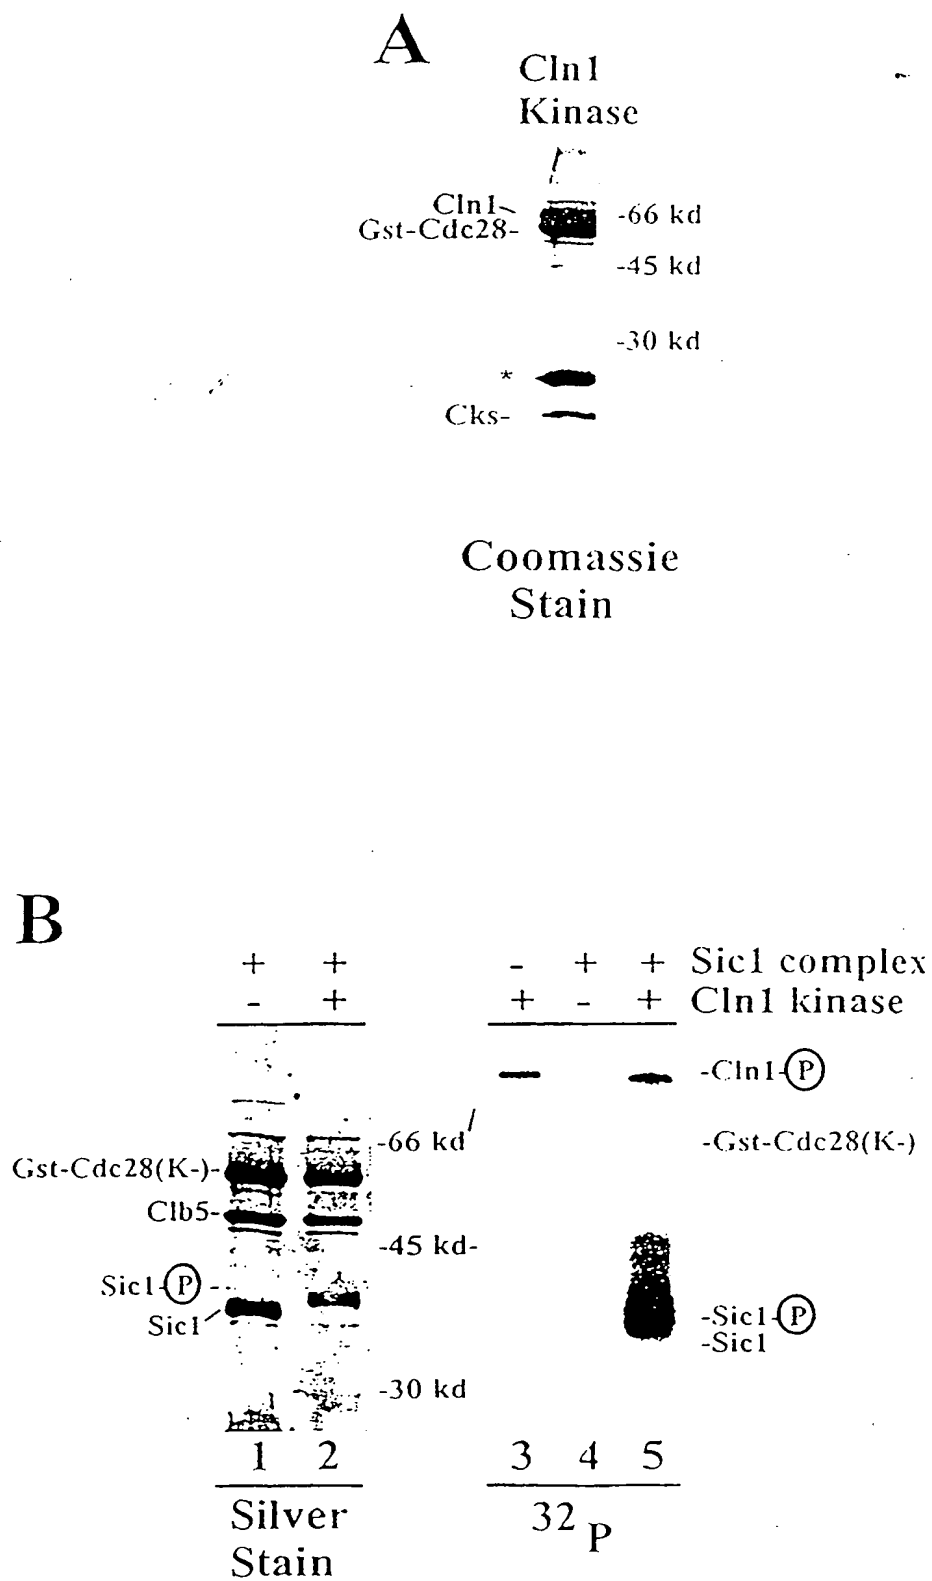 A
Cln1
Kinase
Cln1
Gst-Cdc28-
-66 kd
-45 kd
-30 kd
*
Cks-
Coomassie
Stain
B
+ + - + + Sic1 complex
- + + - + Cln1 kinase
-Cln1-P
-66 kd
-Gst-Cdc28(K-)
Gst-Cdc28(K-)-
Clb5-
-45 kd-
Sic1-P --
Sic1
-Sic1-P
-Sic1
-30 kd
1 2 3 4 5
Silver
Stain
32P